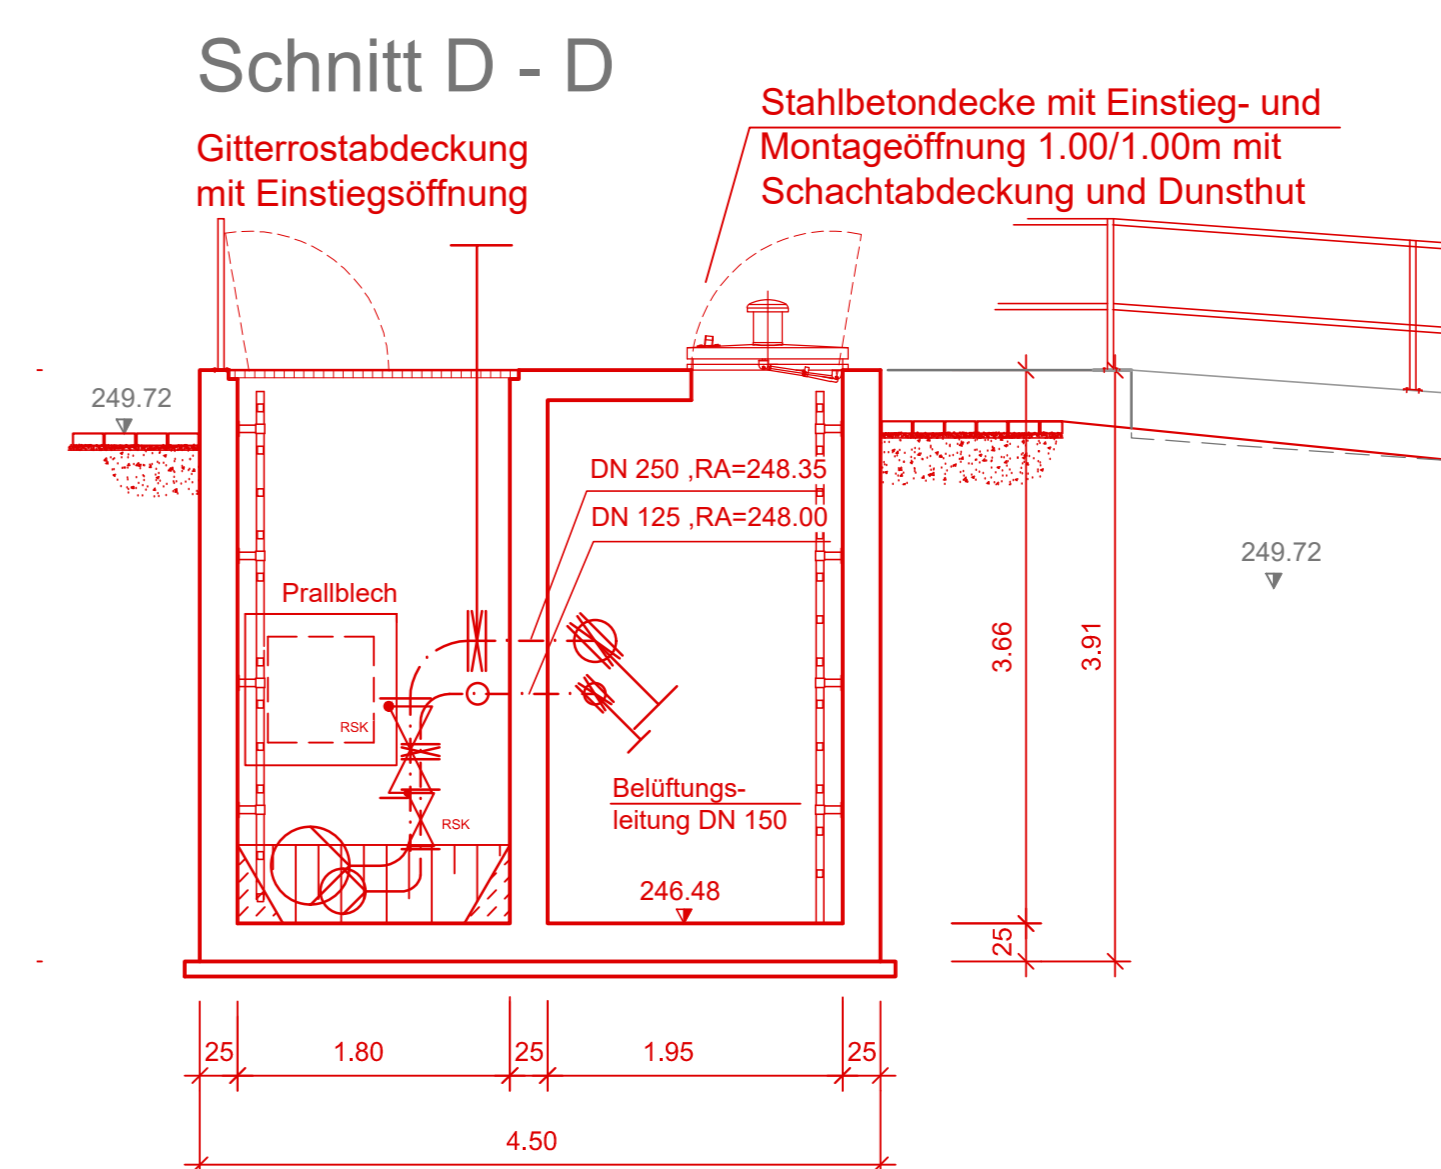 Schnitt D - D
Gitterrostabdeckung
mit Einstiegsöffnung
Stahlbetondecke mit Einstieg- und
Montageöffnung 1.00/1.00m mit
Schachtabdeckung und Dunsthut
249.72
DN 250 ,RA=248.35
DN 125 ,RA=248.00
249.72
Prallblech
3.66
3.91
RSK
RSK
Belüftungs-
leitung DN 150
246.48
25
25
1.80
25
1.95
25
4.50